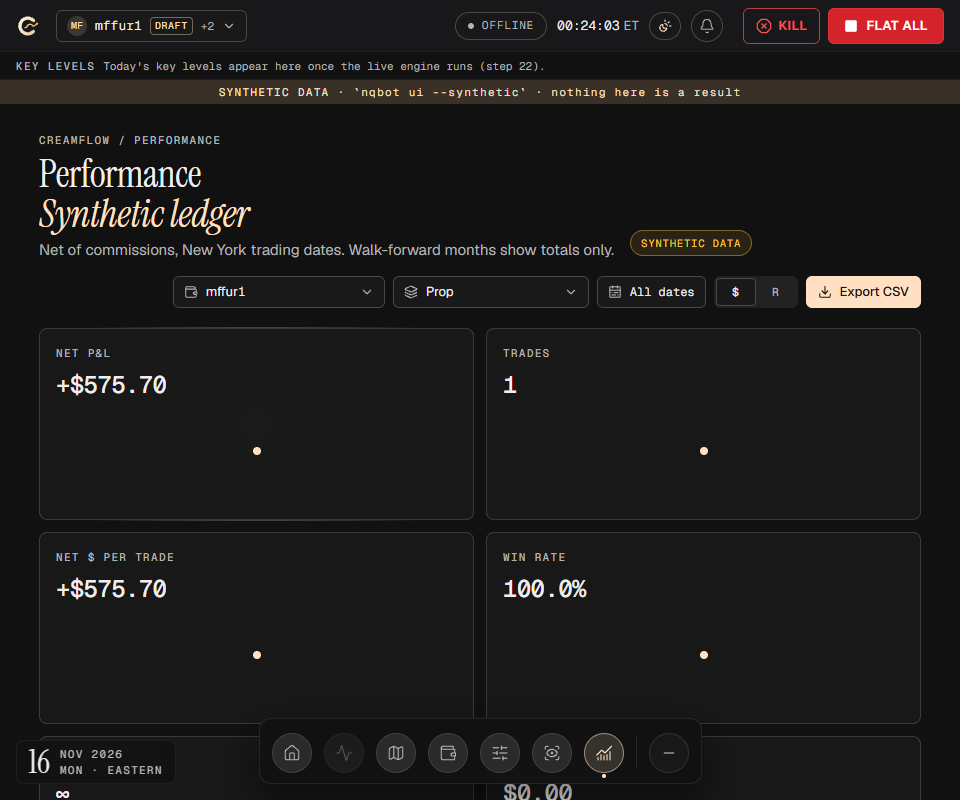 MF mffur1 DRAFT +2
OFFLINE
00:24:03 ET
KILL
FLAT ALL
KEY LEVELS Today's key levels appear here once the live engine runs (step 22).
SYNTHETIC DATA · `nqbot ui --synthetic` · nothing here is a result
CREAMFLOW / PERFORMANCE
Performance
Synthetic ledger
Net of commissions, New York trading dates. Walk-forward months show totals only.
SYNTHETIC DATA
mffur1
Prop
All dates
$ R
Export CSV
NET P&L
+$575.70
TRADES
1
NET $ PER TRADE
+$575.70
WIN RATE
100.0%
16
NOV 2026
MON · EASTERN
∞
$0.00